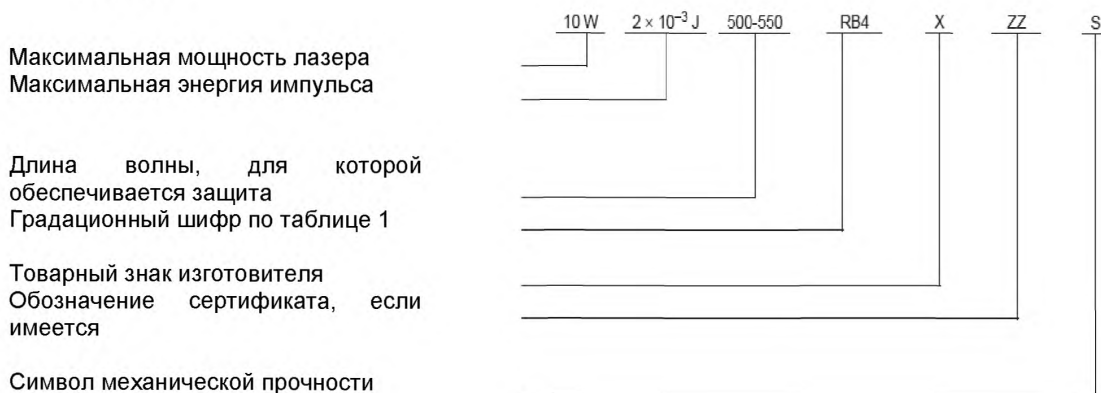 10 W 2 × 10⁻³ J 500-550 RB4 X ZZ S
Максимальная мощность лазера
Максимальная энергия импульса
Длина волны, для которой
обеспечивается защита
Градационный шифр по таблице 1
Товарный знак изготовителя
Обозначение сертификата, если
имеется
Символ механической прочности